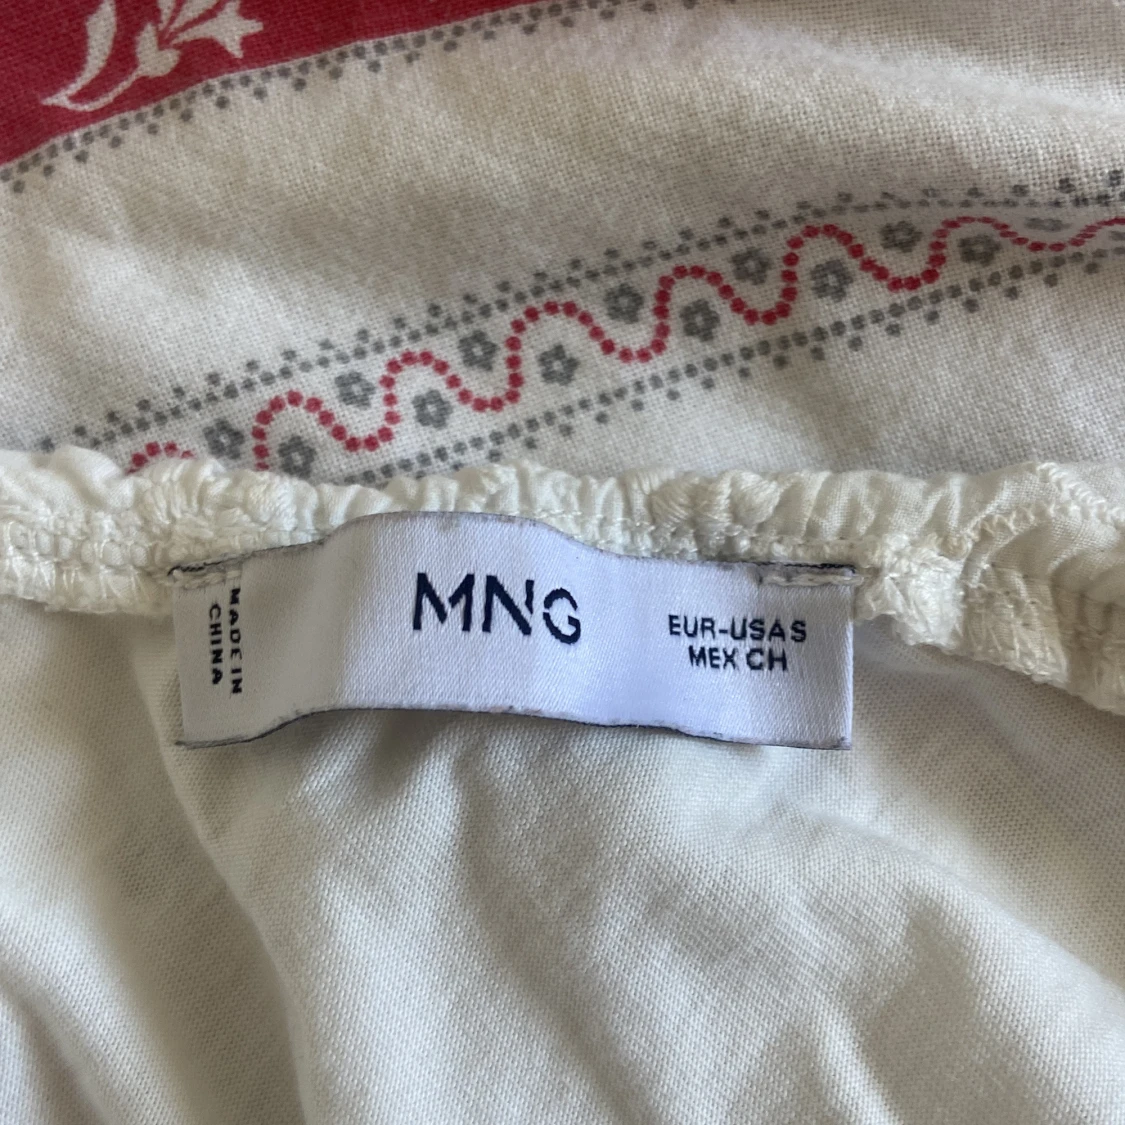 MADE IN
CHINA
MNG
EUR-USA S
MEX CH